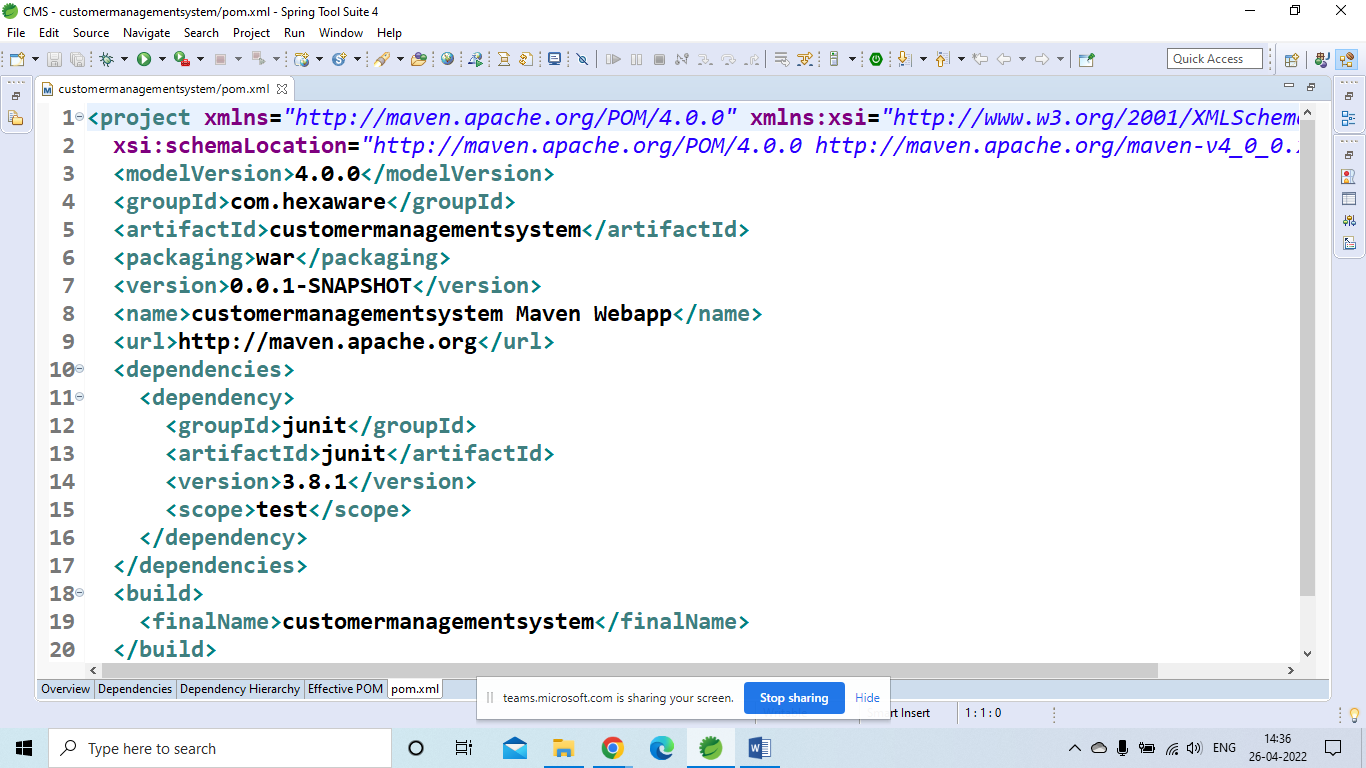 CMS - customermanagementsystem/pom.xml - Spring Tool Suite 4
File Edit Source Navigate Search Project Run Window Help
Quick Access
customermanagementsystem/pom.xml
1 <project xmlns="http://maven.apache.org/POM/4.0.0" xmlns:xsi="http://www.w3.org/2001/XMLSchem
2 xsi:schemaLocation="http://maven.apache.org/POM/4.0.0 http://maven.apache.org/maven-v4_0_0.
3 <modelVersion>4.0.0</modelVersion>
4 <groupId>com.hexaware</groupId>
5 <artifactId>customermanagementsystem</artifactId>
6 <packaging>war</packaging>
7 <version>0.0.1-SNAPSHOT</version>
8 <name>customermanagementsystem Maven Webapp</name>
9 <url>http://maven.apache.org</url>
10 <dependencies>
11 <dependency>
12 <groupId>junit</groupId>
13 <artifactId>junit</artifactId>
14 <version>3.8.1</version>
15 <scope>test</scope>
16 </dependency>
17 </dependencies>
18 <build>
19 <finalName>customermanagementsystem</finalName>
20 </build>
Overview Dependencies Dependency Hierarchy Effective POM pom.xml
teams.microsoft.com is sharing your screen. Stop sharing Hide
Insert 1 : 1 : 0
Type here to search
ENG
14:36
26-04-2022